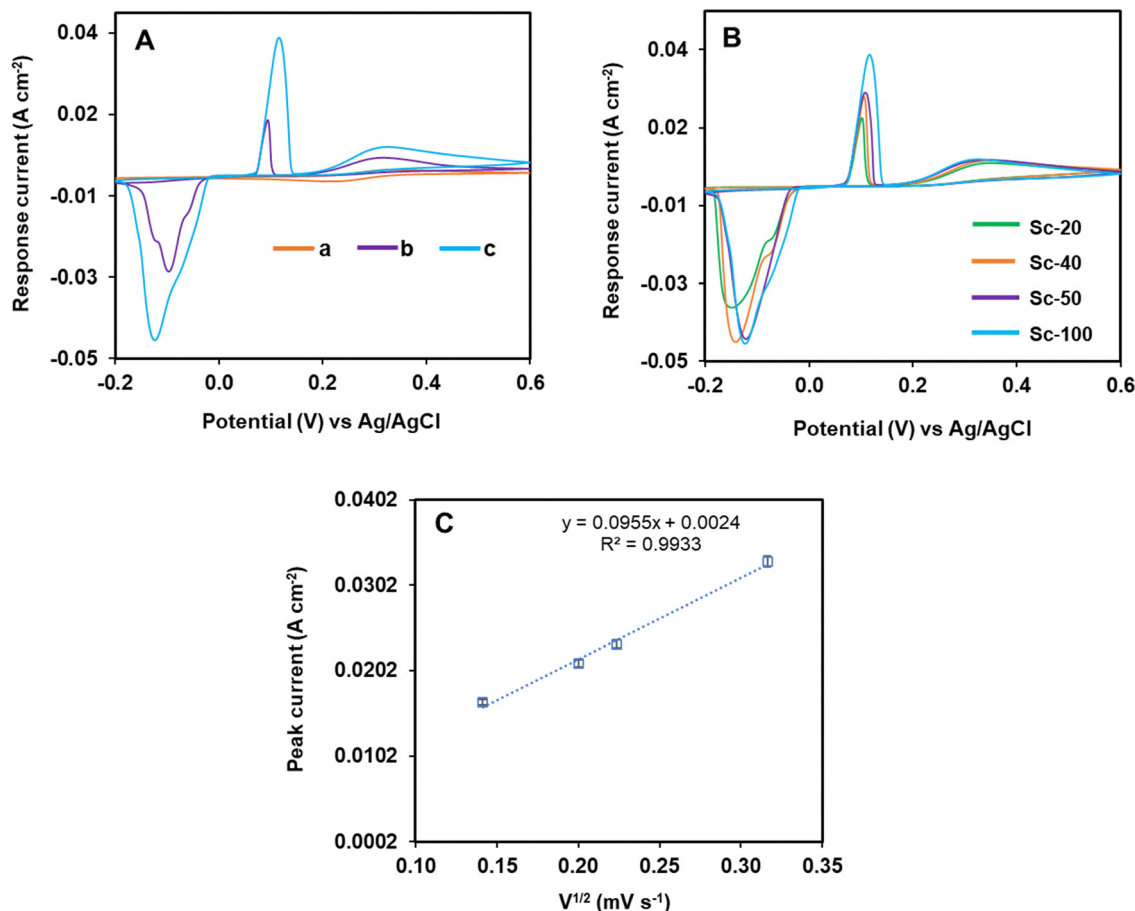 A
Response current (A cm-2)
0.04
0.02
-0.01
-0.03
-0.05
a b c
-0.2 0.0 0.2 0.4 0.6
Potential (V) vs Ag/AgCl
B
Response current (A cm-2)
0.04
0.02
-0.01
-0.03
-0.05
Sc-20
Sc-40
Sc-50
Sc-100
-0.2 0.0 0.2 0.4 0.6
Potential (V) vs Ag/AgCl
C
y = 0.0955x + 0.0024
R² = 0.9933
Peak current (A cm-2)
0.0402
0.0302
0.0202
0.0102
0.0002
0.10 0.15 0.20 0.25 0.30 0.35
V1/2 (mV s-1)